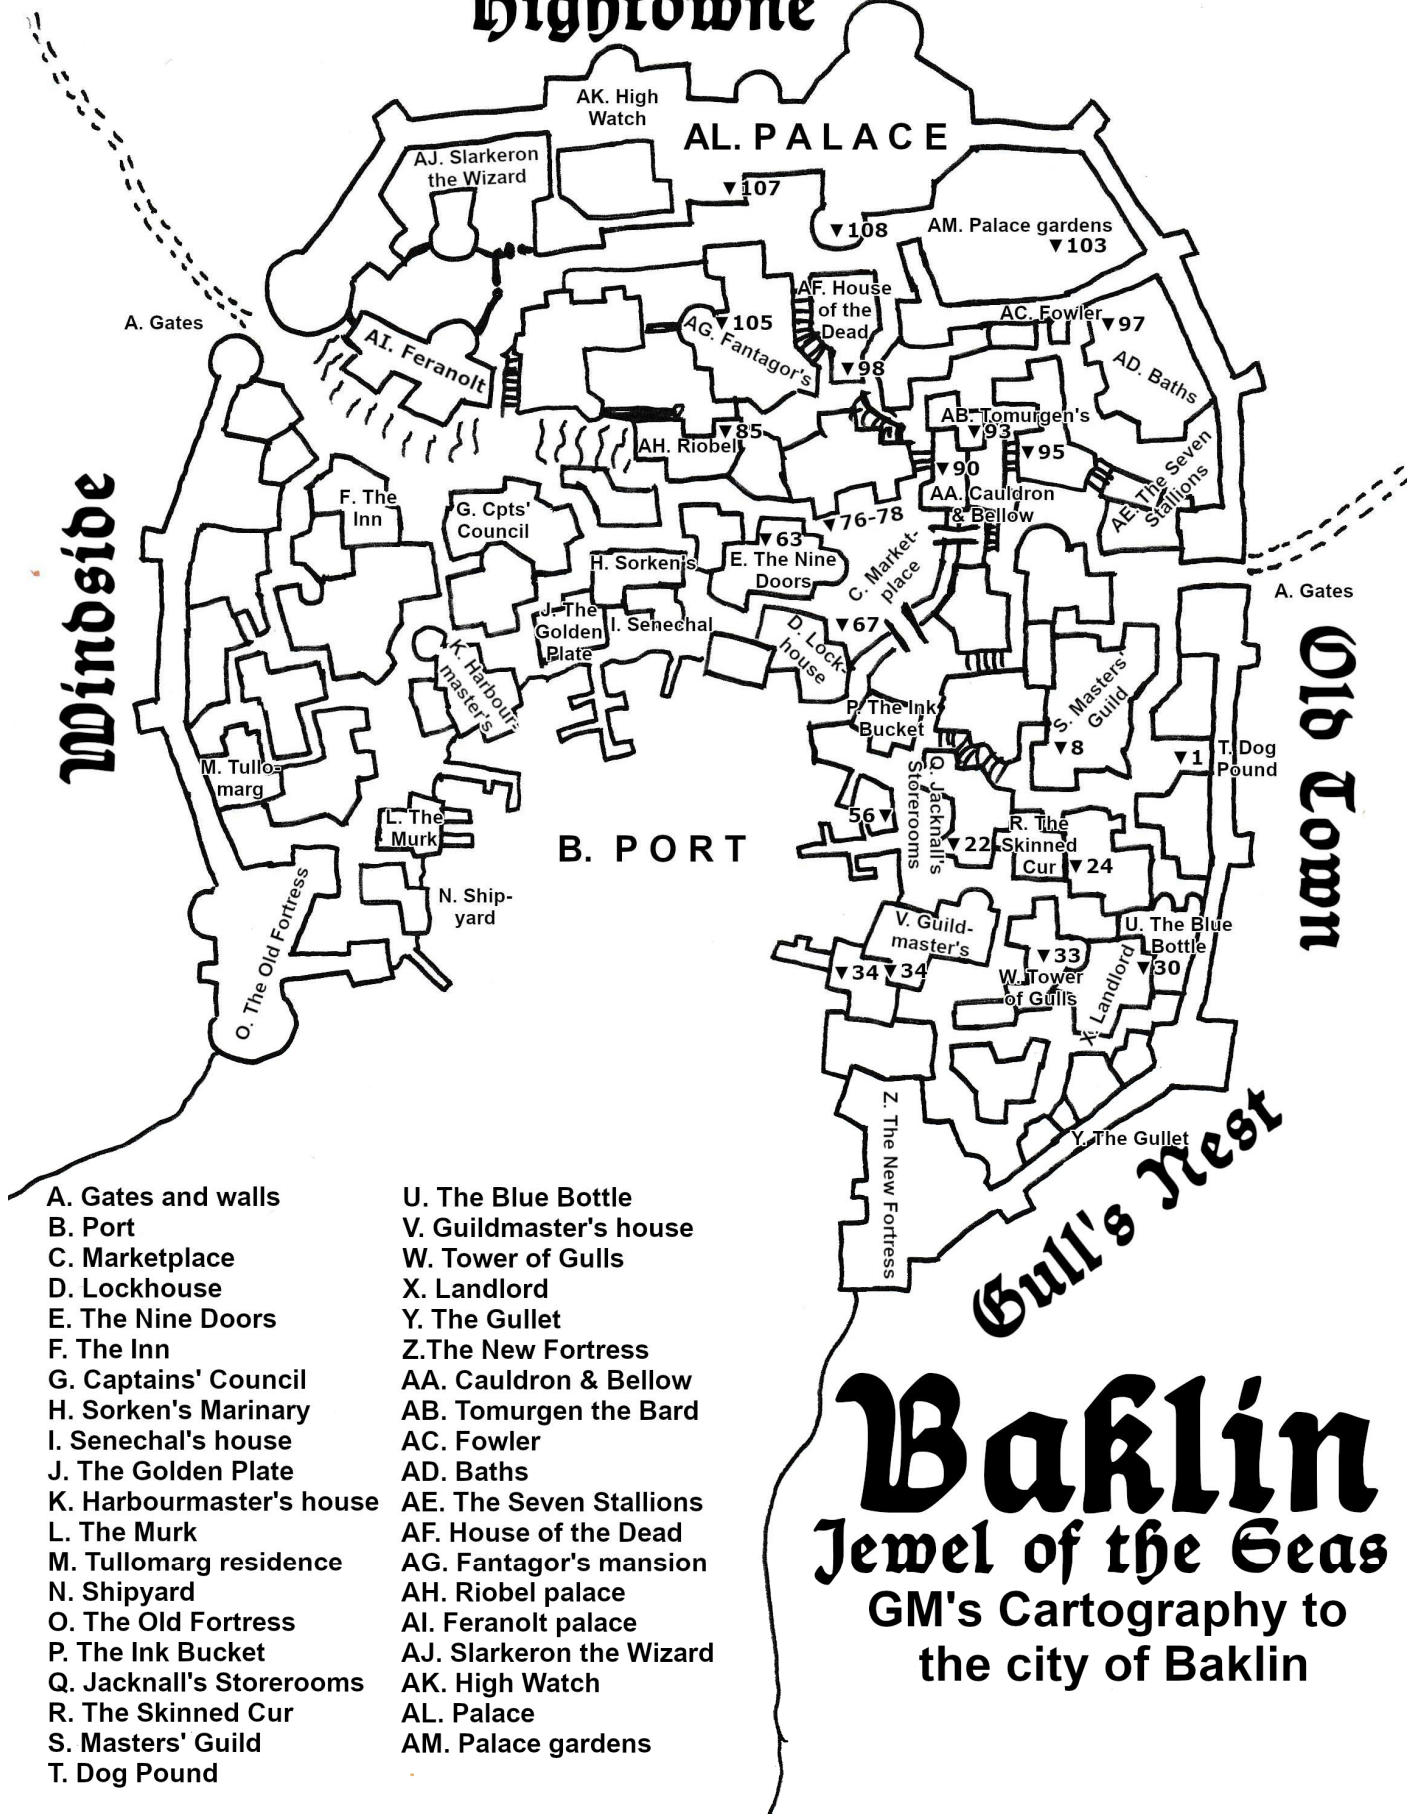 Hightowne
AK. High
Watch
AL. P A L A C E
AJ. Slarkeron
the Wizard
▼107
▼108
AM. Palace gardens
▼103
A. Gates
AF. House
of the
Dead
AC. Fowler
▼97
▼105
AG. Fantagor's
AI. Feranolt
▼98
AD. Baths
AB. Tomurgen's
▼93
▼85
AH. Riobel
▼95
▼90
AE. The Seven
Stallions
Windside
F. The
Inn
G. Cpts'
Council
AA. Cauldron
& Bellow
▼76-78
▼63
E. The Nine
Doors
C. Market-
place
H. Sorken's
A. Gates
J. The
Golden
Plate
I. Senechal
▼67
D. Lock-
house
K. Harbour-
master's
Old Town
S. Masters'
Guild
▼8
P. The Ink
Bucket
M. Tullo-
marg
▼1
T. Dog
Pound
Q. Jacknall's
Storerooms
L. The
Murk
B. P O R T
56▼
▼22
R. The
Skinned
Cur
▼24
O. The Old Fortress
N. Ship-
yard
V. Guild-
master's
U. The Blue
Bottle
▼30
▼33
▼34
▼34
W. Tower
of Gulls
X. Landlord
Z. The New Fortress
Y. The Gullet
Gull's Nest
A. Gates and walls
B. Port
C. Marketplace
D. Lockhouse
E. The Nine Doors
F. The Inn
G. Captains' Council
H. Sorken's Marinary
I. Senechal's house
J. The Golden Plate
K. Harbourmaster's house
L. The Murk
M. Tullomarg residence
N. Shipyard
O. The Old Fortress
P. The Ink Bucket
Q. Jacknall's Storerooms
R. The Skinned Cur
S. Masters' Guild
T. Dog Pound
U. The Blue Bottle
V. Guildmaster's house
W. Tower of Gulls
X. Landlord
Y. The Gullet
Z.The New Fortress
AA. Cauldron & Bellow
AB. Tomurgen the Bard
AC. Fowler
AD. Baths
AE. The Seven Stallions
AF. House of the Dead
AG. Fantagor's mansion
AH. Riobel palace
AI. Feranolt palace
AJ. Slarkeron the Wizard
AK. High Watch
AL. Palace
AM. Palace gardens
Baklin
Jewel of the Seas
GM's Cartography to
the city of Baklin